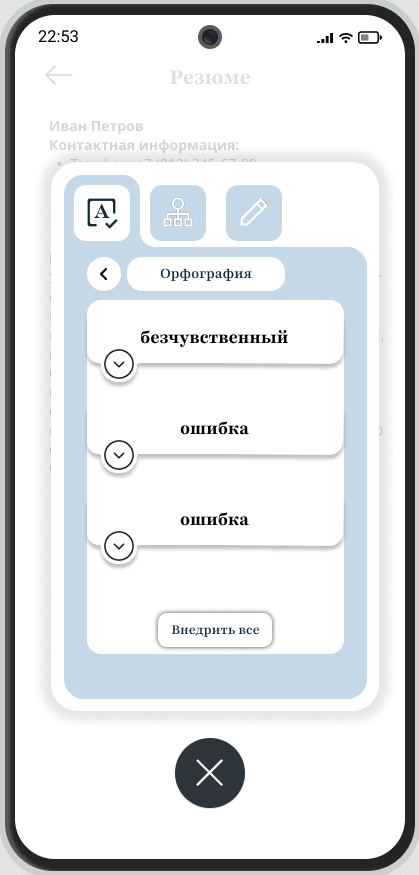 22:53
Резюме
Иван Петров
Контактная информация:
A
Орфография
безчувственный
ошибка
ошибка
Внедрить все